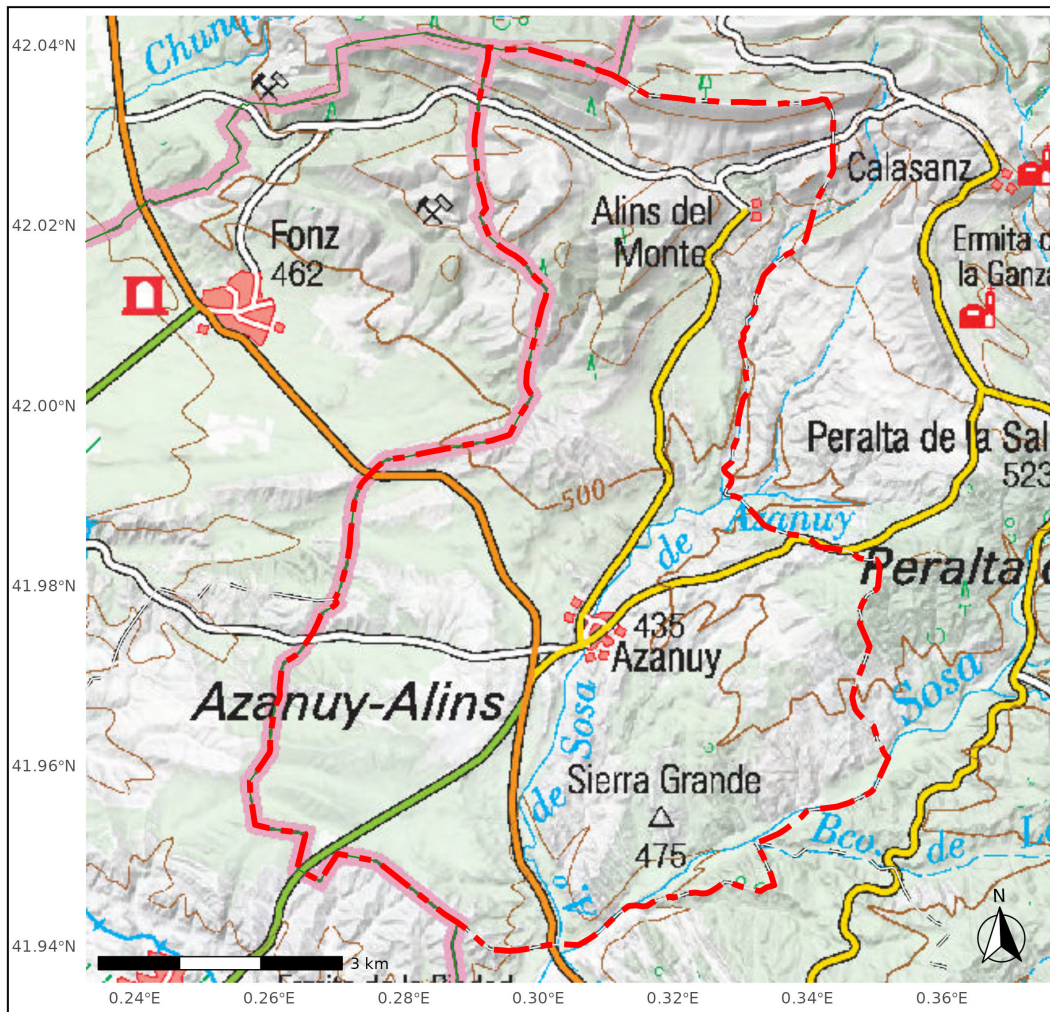 42.04°N
Alins del
Calasanz
42.02°N
Monte
Ermita
Fonz
462
la Ganza
42.00°N
Peralta de la Sal
523
500
Azanuy
de
Peralta
41.98°N
435
Azanuy
Sosa
Azanuy-Alins
Sosa
41.96°N
Sierra Grande
de
Bco.
de
475
A.º
N
41.94°N
3 km
0.24°E
0.26°E
0.28°E
0.30°E
0.32°E
0.34°E
0.36°E